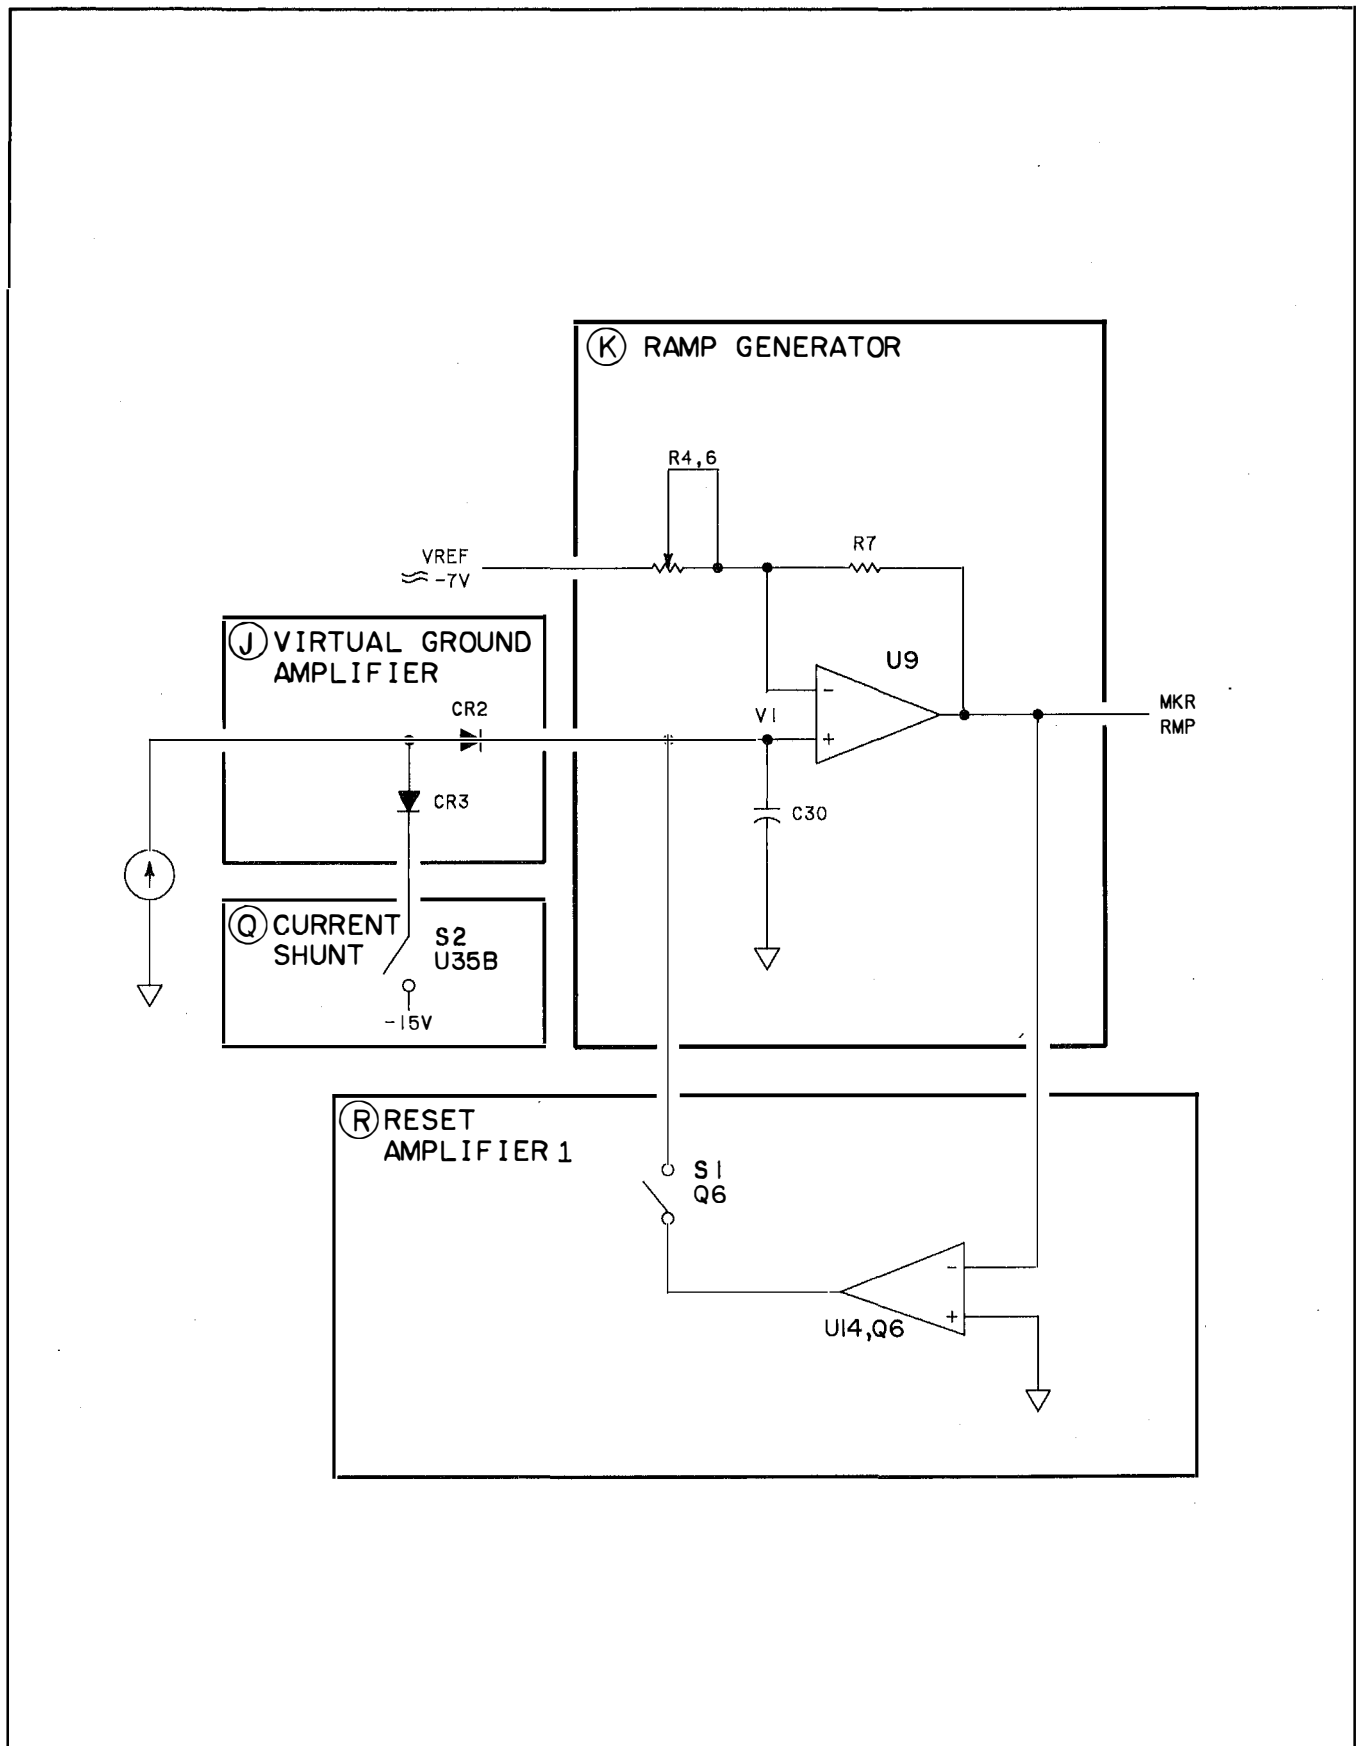 K RAMP GENERATOR
R4,6
VREF
≈ -7V
R7
J VIRTUAL GROUND
AMPLIFIER
CR2
CR3
V1
-
+
U9
MKR
RMP
C30
Q CURRENT
SHUNT
S2
U35B
-15V
R RESET
AMPLIFIER 1
S1
Q6
-
+
U14,Q6